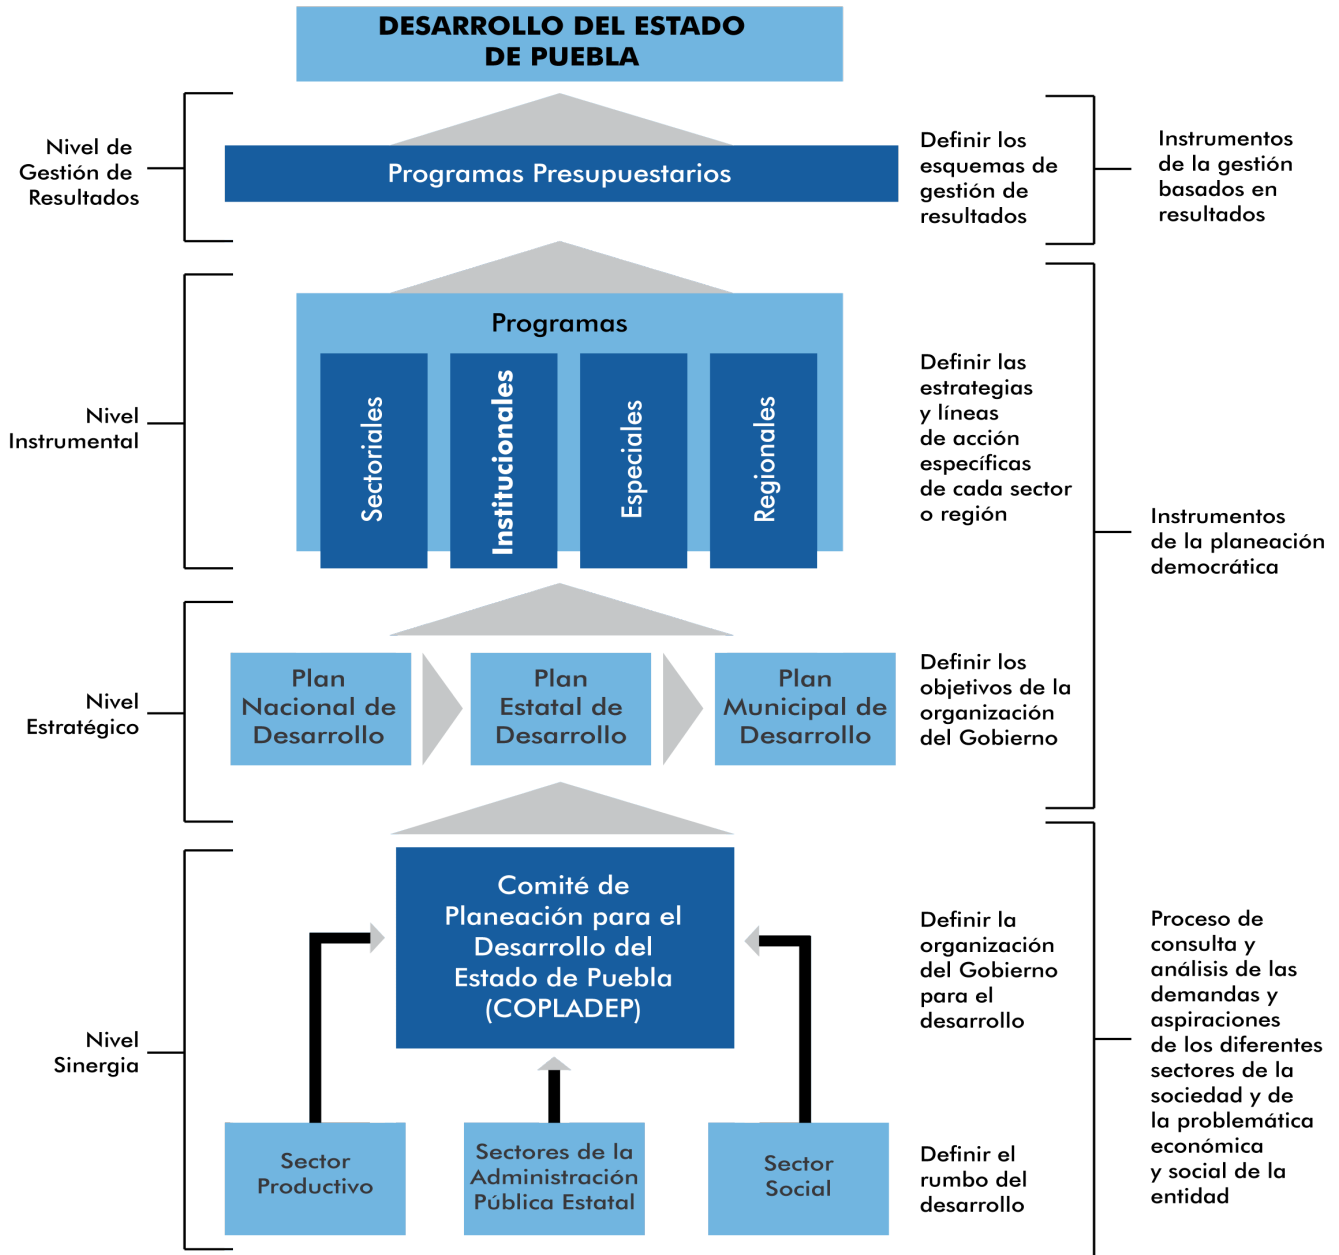 DESARROLLO DEL ESTADO
DE PUEBLA
Nivel de
Gestión de
Resultados
Programas Presupuestarios
Definir los
esquemas de
gestión de
resultados
Instrumentos
de la gestión
basados en
resultados
Nivel
Instrumental
Programas
Sectoriales
Institucionales
Especiales
Regionales
Definir las
estrategias
y líneas
de acción
específicas
de cada sector
o región
Instrumentos
de la planeación
democrática
Nivel
Estratégico
Plan
Nacional de
Desarrollo
Plan
Estatal de
Desarrollo
Plan
Municipal de
Desarrollo
Definir los
objetivos de la
organización
del Gobierno
Nivel
Sinergia
Comité de
Planeación para el
Desarrollo del
Estado de Puebla
(COPLADEP)
Definir la
organización
del Gobierno
para el
desarrollo
Sector
Productivo
Sectores de la
Administración
Pública Estatal
Sector
Social
Definir el
rumbo del
desarrollo
Proceso de
consulta y
análisis de las
demandas y
aspiraciones
de los diferentes
sectores de la
sociedad y de
la problemática
económica
y social de la
entidad